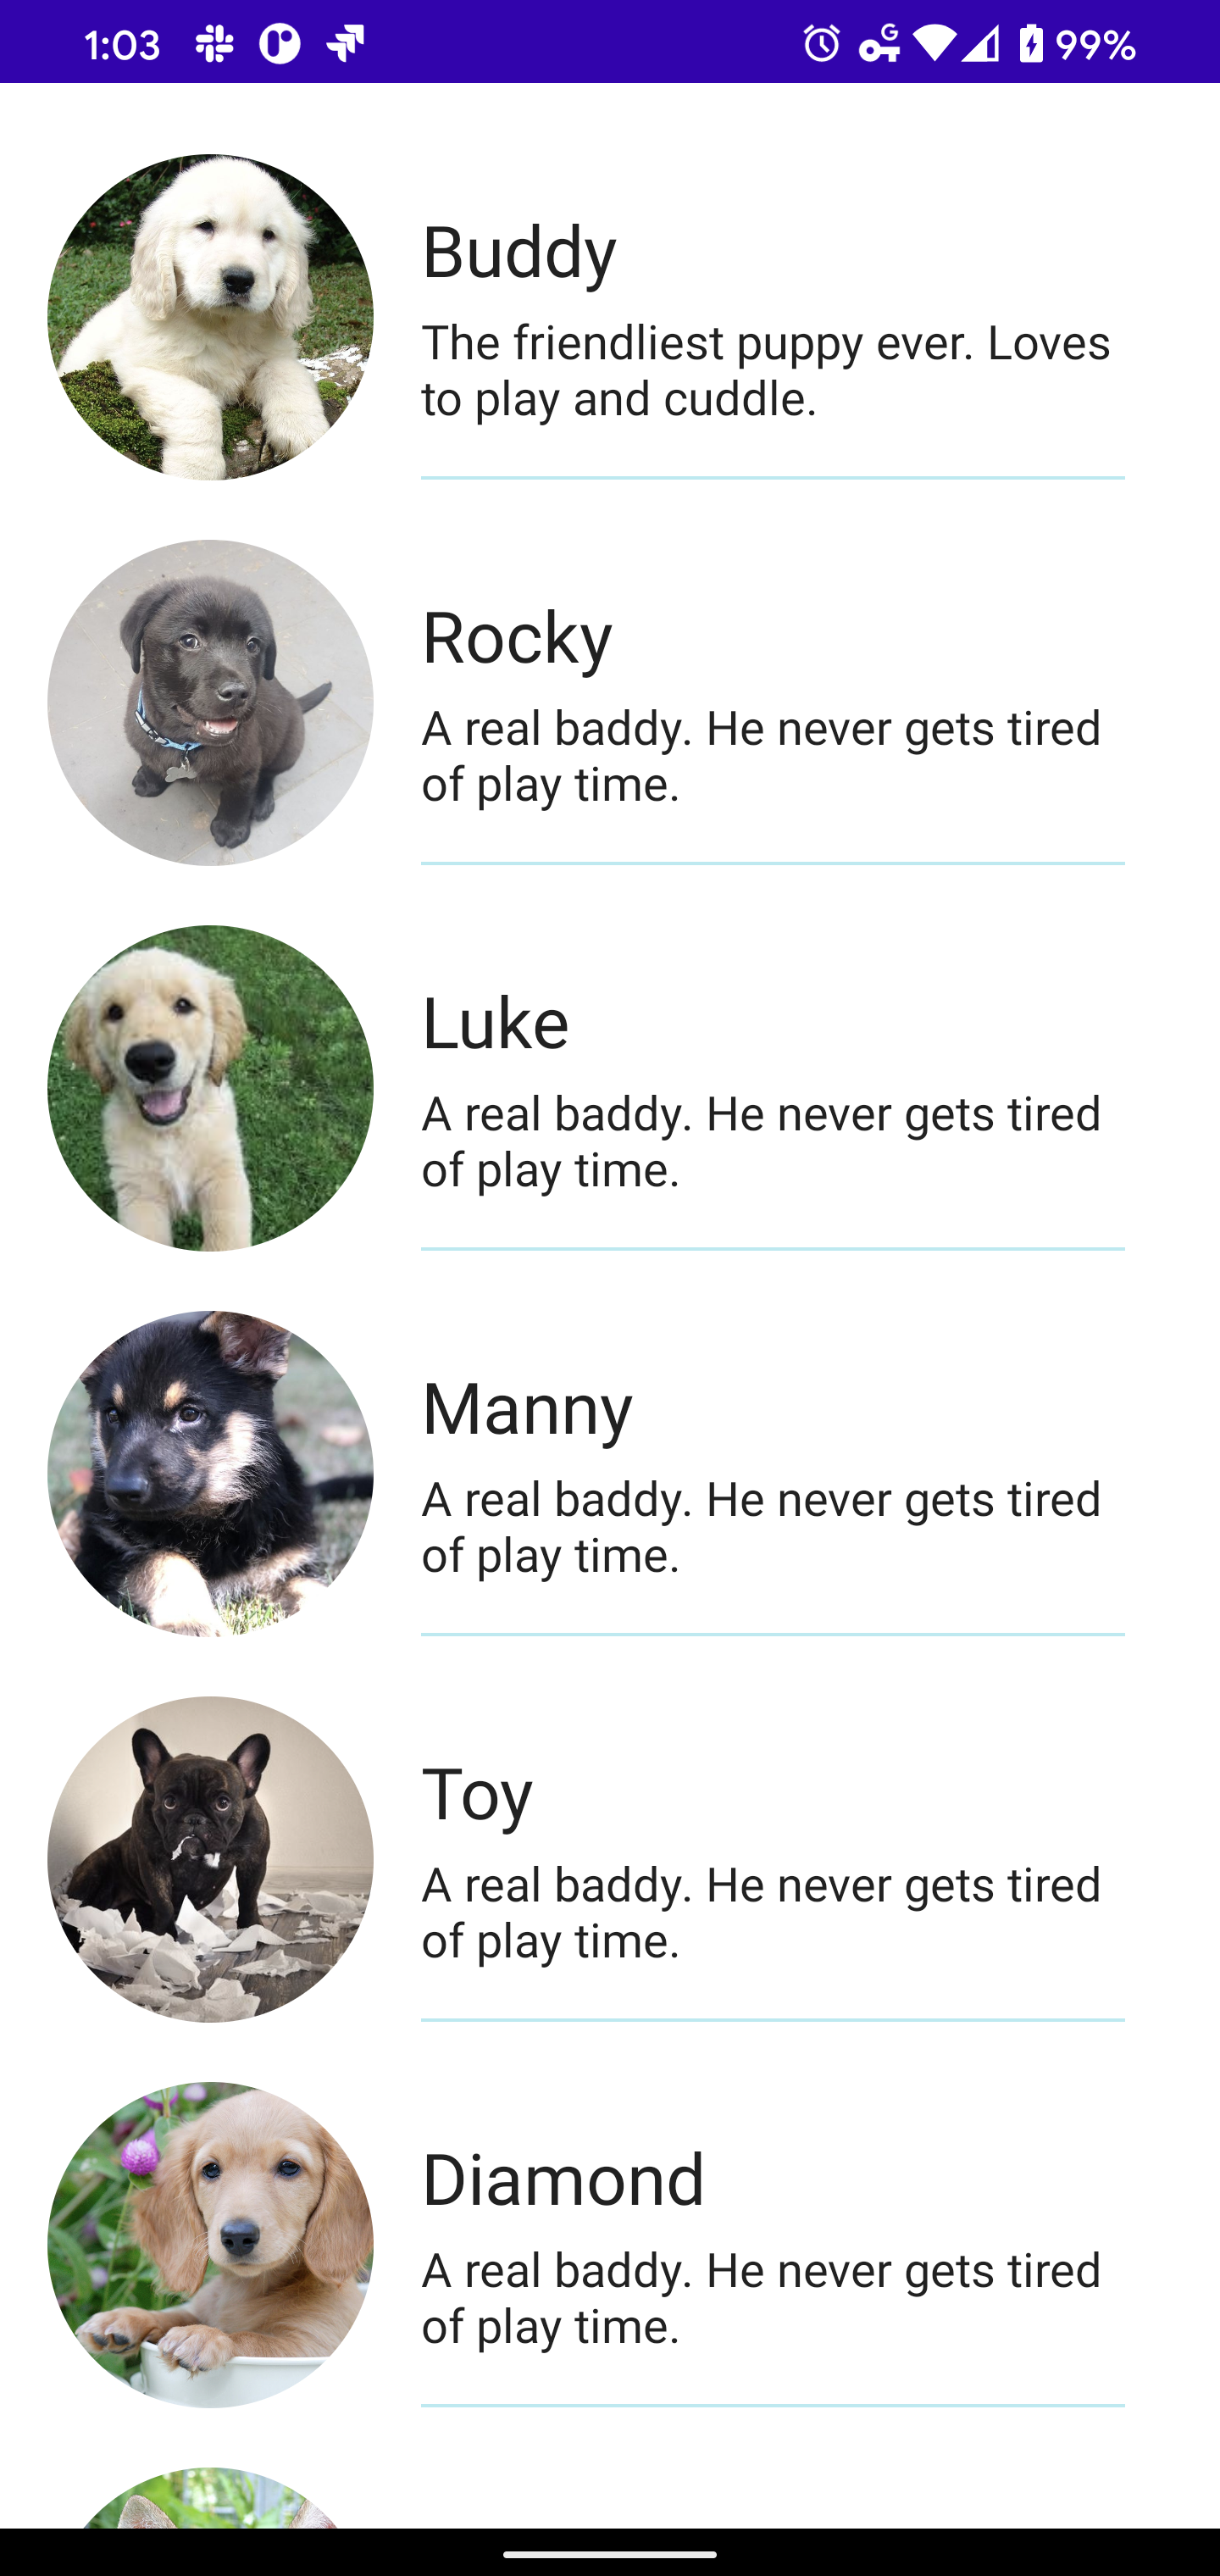 1:03
G
99%
Buddy
The friendliest puppy ever. Loves
to play and cuddle.
Rocky
A real baddy. He never gets tired
of play time.
Luke
A real baddy. He never gets tired
of play time.
Manny
A real baddy. He never gets tired
of play time.
Toy
A real baddy. He never gets tired
of play time.
Diamond
A real baddy. He never gets tired
of play time.